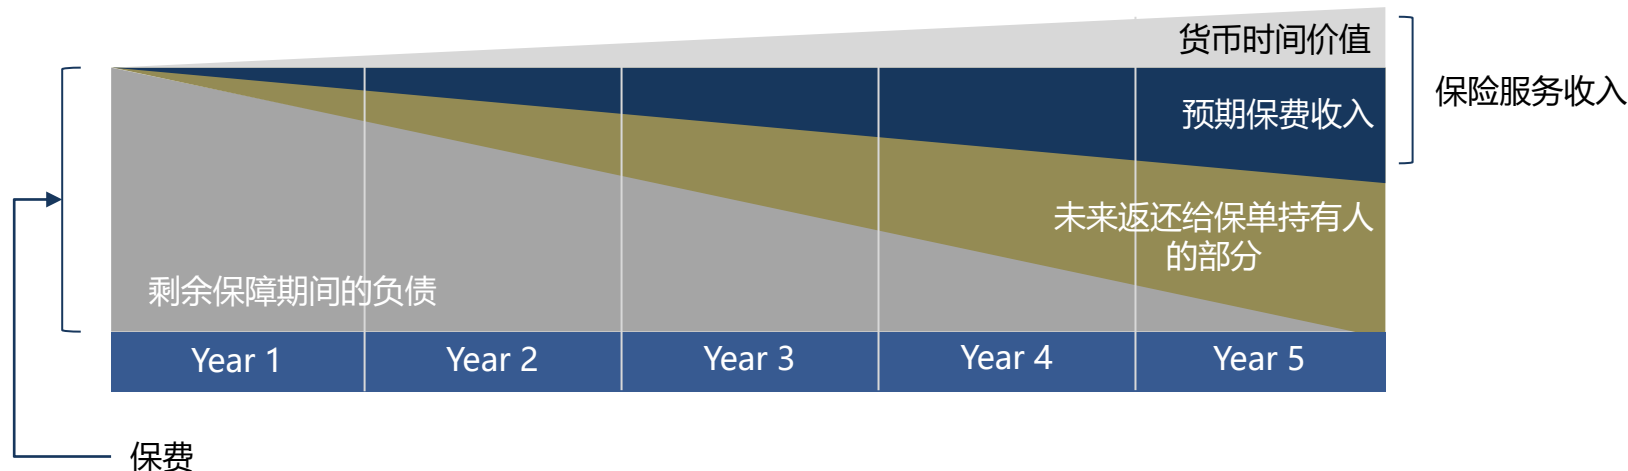 货币时间价值
保险服务收入
预期保费收入
未来返还给保单持有人
的部分
剩余保障期间的负债
Year 1
Year 2
Year 3
Year 4
Year 5
保费